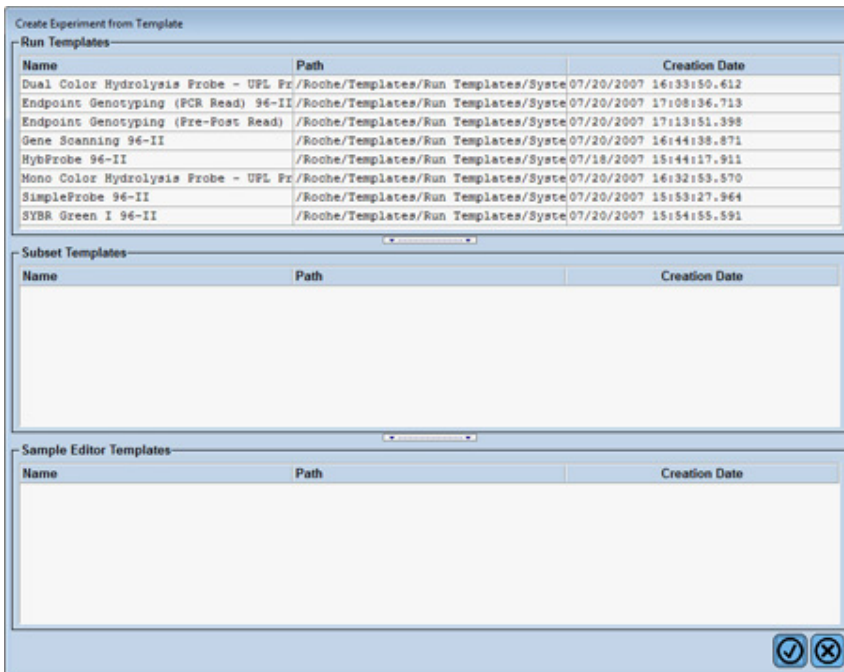 Create Experiment from Template
Run Templates
Name Path Creation Date
Dual Color Hydrolysis Probe - UPL Pr /Roche/Templates/Run Templates/Syste 07/20/2007 16:33:50.612
Endpoint Genotyping (PCR Read) 96-II /Roche/Templates/Run Templates/Syste 07/20/2007 17:08:36.713
Endpoint Genotyping (Pre-Post Read) /Roche/Templates/Run Templates/Syste 07/20/2007 17:13:51.398
Gene Scanning 96-II /Roche/Templates/Run Templates/Syste 07/20/2007 16:44:38.871
HybProbe 96-II /Roche/Templates/Run Templates/Syste 07/18/2007 15:44:17.911
Mono Color Hydrolysis Probe - UPL Pr /Roche/Templates/Run Templates/Syste 07/20/2007 16:32:53.570
SimpleProbe 96-II /Roche/Templates/Run Templates/Syste 07/20/2007 15:53:27.964
SYBR Green I 96-II /Roche/Templates/Run Templates/Syste 07/20/2007 15:54:55.591
Subset Templates
Name Path Creation Date
Sample Editor Templates
Name Path Creation Date